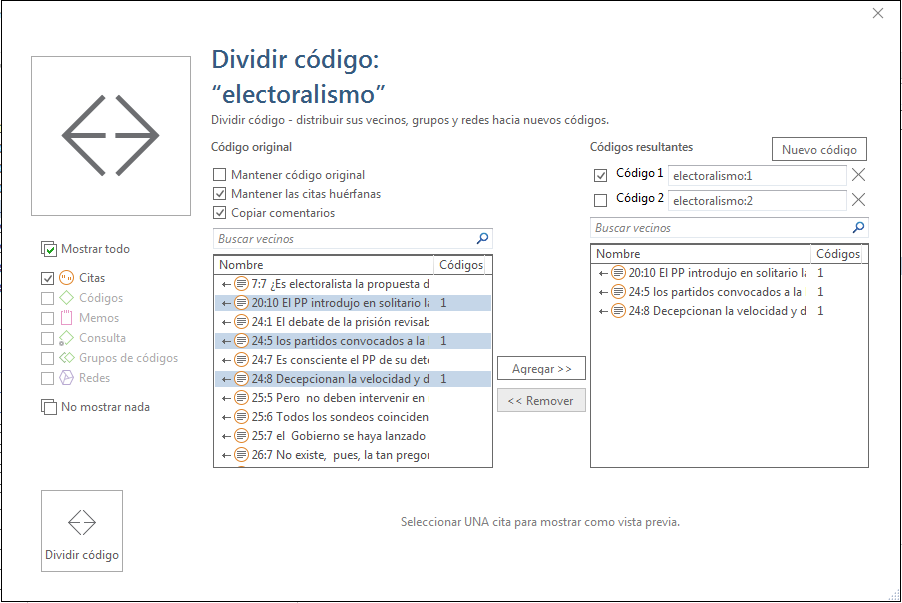 Dividir código:
“electoralismo”
Dividir código - distribuir sus vecinos, grupos y redes hacia nuevos códigos.
Código original
Mantener código original
Mantener las citas huérfanas
Copiar comentarios
Buscar vecinos
Nombre Códigos
7:7 ¿Es electoralista la propuesta d
20:10 El PP introdujo en solitario la 1
24:1 El debate de la prisión revisab
24:5 los partidos convocados a la 1
24:7 Es consciente el PP de su dete
24:8 Decepcionan la velocidad y d 1
25:5 Pero no deben intervenir en
25:6 Todos los sondeos coinciden
25:7 el Gobierno se haya lanzado
26:7 No existe, pues, la tan pregor
Mostrar todo
Citas
Códigos
Memos
Consulta
Grupos de códigos
Redes
No mostrar nada
Agregar >>
<< Remover
Códigos resultantes
Nuevo código
Código 1 electoralismo:1
Código 2 electoralismo:2
Buscar vecinos
Nombre Códigos
20:10 El PP introdujo en solitario la 1
24:5 los partidos convocados a la 1
24:8 Decepcionan la velocidad y d 1
Dividir código
Seleccionar UNA cita para mostrar como vista previa.